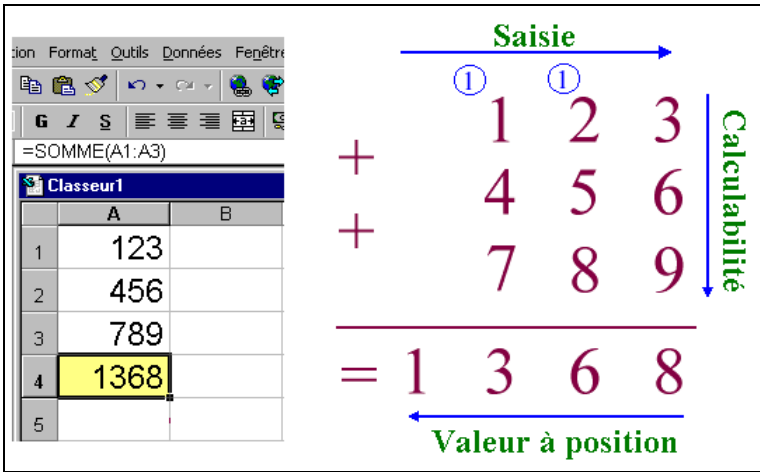 tion Format Outils Données Fenêtre
G I S
=SOMME(A1:A3)
Classeur1
A B
1 123
2 456
3 789
4 1368
5
Saisie
1 1
1 2 3
+
4 5 6
+
7 8 9
= 1 3 6 8
Valeur à position
Calculabilité